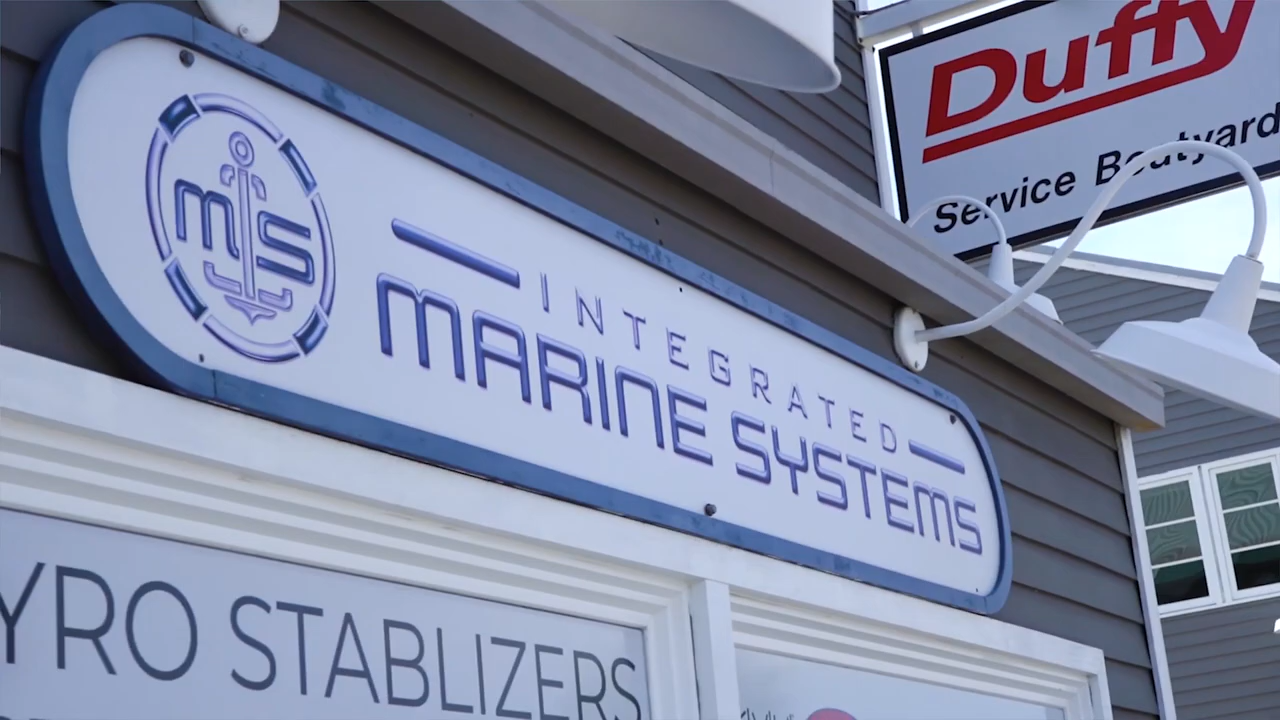 mis
INTEGRATED
MARINE SYSTEMS
Duffy
Service Boatyard
YRO STABLIZERS